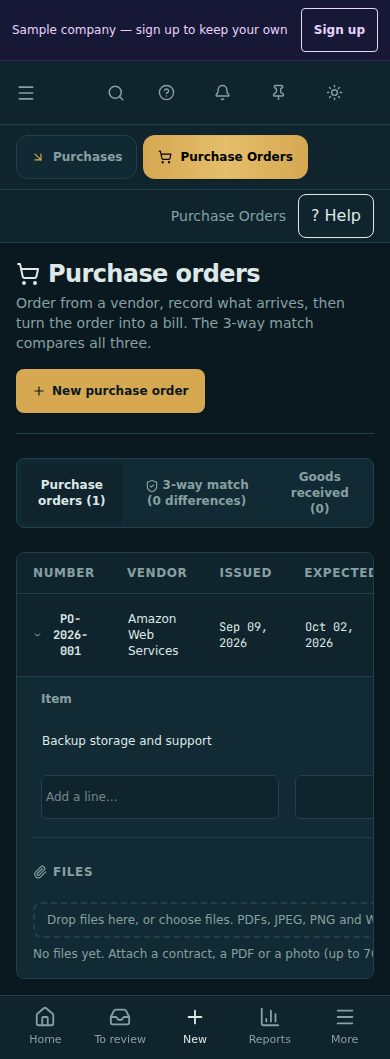 Sample company — sign up to keep your own
Sign up
Purchases
Purchase Orders
Purchase Orders
? Help
Purchase orders
Order from a vendor, record what arrives, then
turn the order into a bill. The 3-way match
compares all three.
New purchase order
Purchase
orders (1)
3-way match
(0 differences)
Goods
received
(0)
NUMBER VENDOR ISSUED EXPECTED
PO-
2026-
001
Amazon
Web
Services
Sep 09,
2026
Oct 02,
2026
Item
Backup storage and support
Add a line...
FILES
Drop files here, or choose files. PDFs, JPEG, PNG and W
No files yet. Attach a contract, a PDF or a photo (up to 7
Home
To review
New
Reports
More